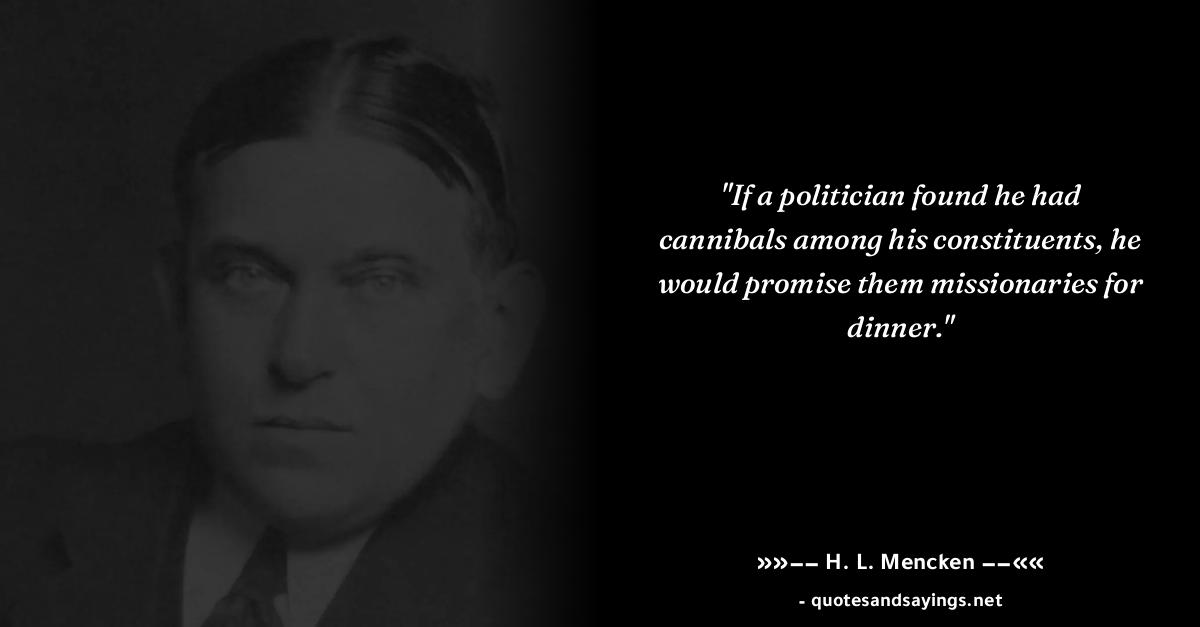 "If a politician found he had
cannibals among his constituents, he
would promise them missionaries for
dinner."
»»−− H. L. Mencken −−««
- quotesandsayings.net